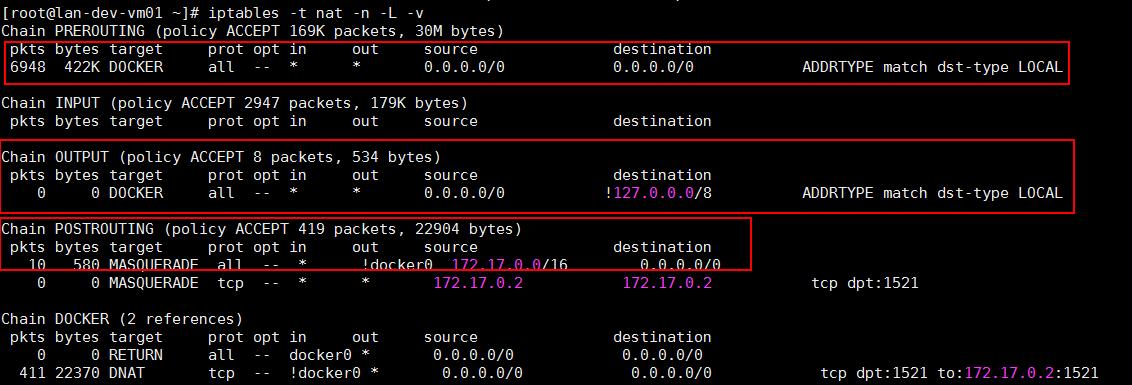 [root@lan-dev-vm01 ~]# iptables -t nat -n -L -v
Chain PREROUTING (policy ACCEPT 169K packets, 30M bytes)
pkts bytes target prot opt in out source destination
6948 422K DOCKER all -- * * 0.0.0.0/0 0.0.0.0/0 ADDRTYPE match dst-type LOCAL
Chain INPUT (policy ACCEPT 2947 packets, 179K bytes)
pkts bytes target prot opt in out source destination
Chain OUTPUT (policy ACCEPT 8 packets, 534 bytes)
pkts bytes target prot opt in out source destination
0 0 DOCKER all -- * * 0.0.0.0/0 !127.0.0.0/8 ADDRTYPE match dst-type LOCAL
Chain POSTROUTING (policy ACCEPT 419 packets, 22904 bytes)
pkts bytes target prot opt in out source destination
10 580 MASQUERADE all -- * !docker0 172.17.0.0/16 0.0.0.0/0
0 0 MASQUERADE tcp -- * * 172.17.0.2 172.17.0.2 tcp dpt:1521
Chain DOCKER (2 references)
pkts bytes target prot opt in out source destination
0 0 RETURN all -- docker0 * 0.0.0.0/0 0.0.0.0/0
411 22370 DNAT tcp -- !docker0 * 0.0.0.0/0 0.0.0.0/0 tcp dpt:1521 to:172.17.0.2:1521